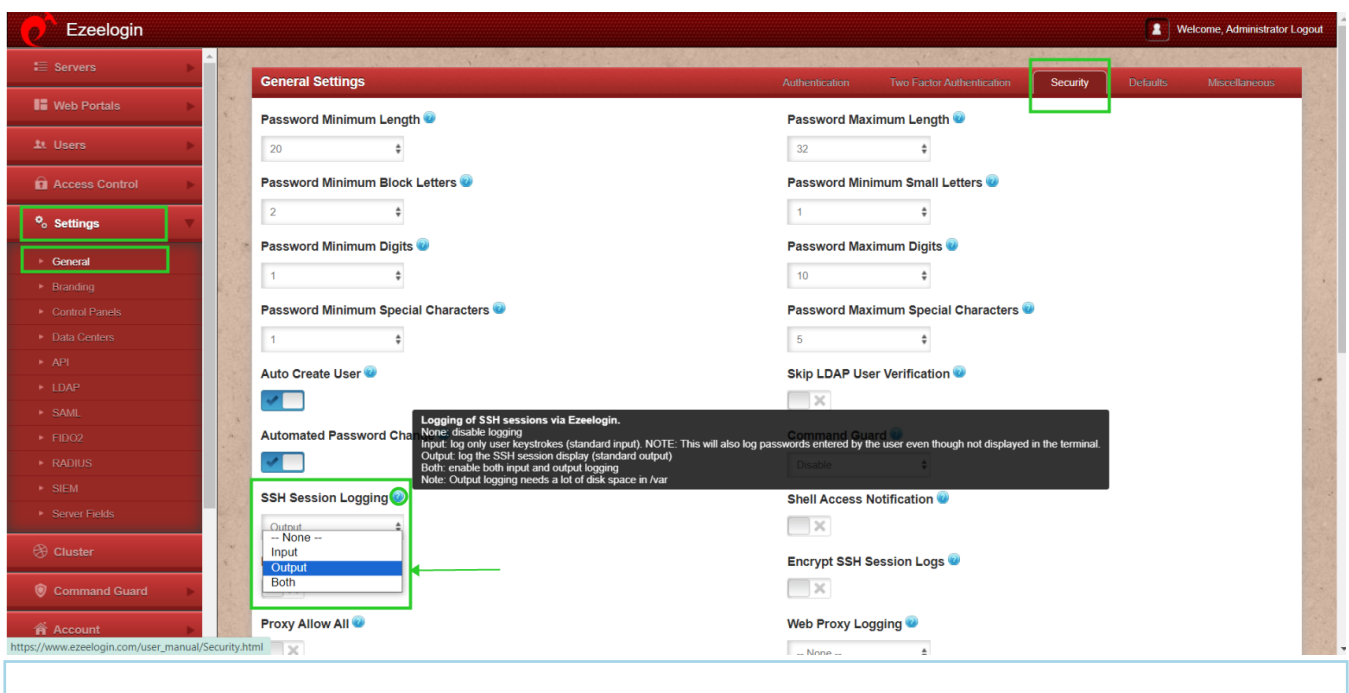 Ezeelogin
Welcome, Administrator Logout
Servers
Web Portals
Users
Access Control
Settings
General
Branding
Control Panels
Data Centers
API
LDAP
SAML
FIDO2
RADIUS
SIEM
Server Fields
Cluster
Command Guard
Account
https://www.ezeelogin.com/user_manual/Security.html
General Settings
Authentication
Two Factor Authentication
Security
Defaults
Miscellaneous
Password Minimum Length
20
Password Maximum Length
32
Password Minimum Block Letters
2
Password Minimum Small Letters
1
Password Minimum Digits
1
Password Maximum Digits
10
Password Minimum Special Characters
1
Password Maximum Special Characters
5
Auto Create User
Skip LDAP User Verification
Automated Password Chan
Command Guard
Disable
Logging of SSH sessions via Ezeelogin.
None: disable logging
Input: log only user keystrokes (standard input). NOTE: This will also log passwords entered by the user even though not displayed in the terminal.
Output: log the SSH session display (standard output)
Both: enable both input and output logging
Note: Output logging needs a lot of disk space in /var
SSH Session Logging
Output
-- None --
Input
Output
Both
Shell Access Notification
Encrypt SSH Session Logs
Proxy Allow All
Web Proxy Logging
-- None --